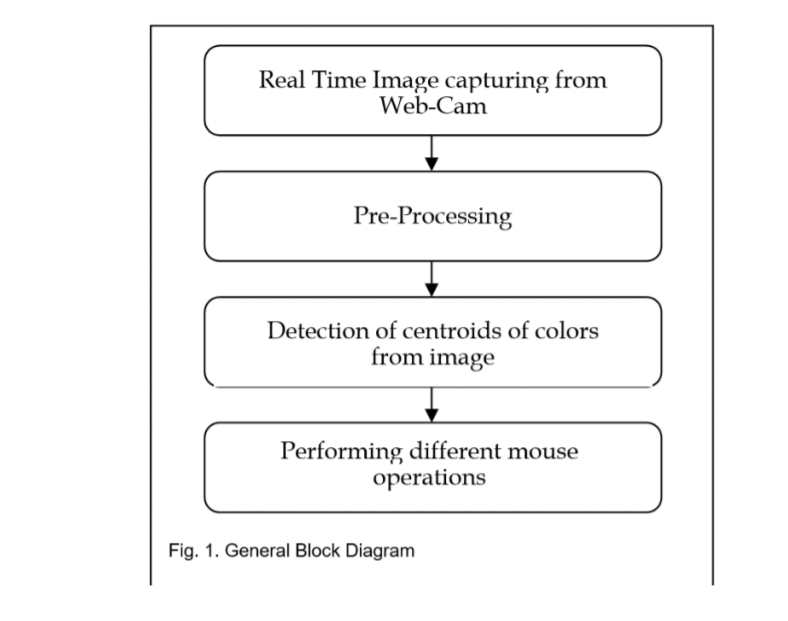 Real Time Image capturing from
Web-Cam
Pre-Processing
Detection of centroids of colors
from image
Performing different mouse
operations
Fig. 1. General Block Diagram